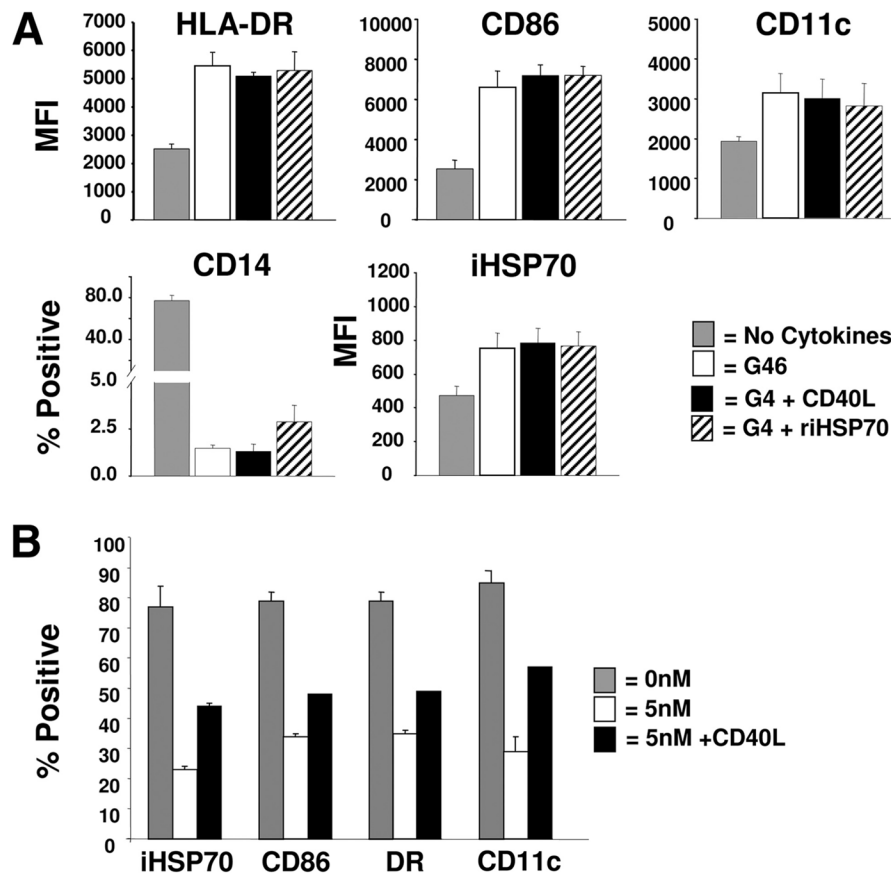 A
HLA-DR
CD86
CD11c
MFI
7000
6000
5000
4000
3000
2000
1000
0
10000
8000
6000
4000
2000
0
5000
4000
3000
2000
1000
0
CD14
iHSP70
% Positive
80.0
40.0
5.0
2.5
0.0
MFI
1200
1000
800
600
400
200
0
= No Cytokines
= G46
= G4 + CD40L
= G4 + riHSP70
B
% Positive
100
90
80
70
60
50
40
30
20
10
0
iHSP70
CD86
DR
CD11c
= 0nM
= 5nM
= 5nM +CD40L